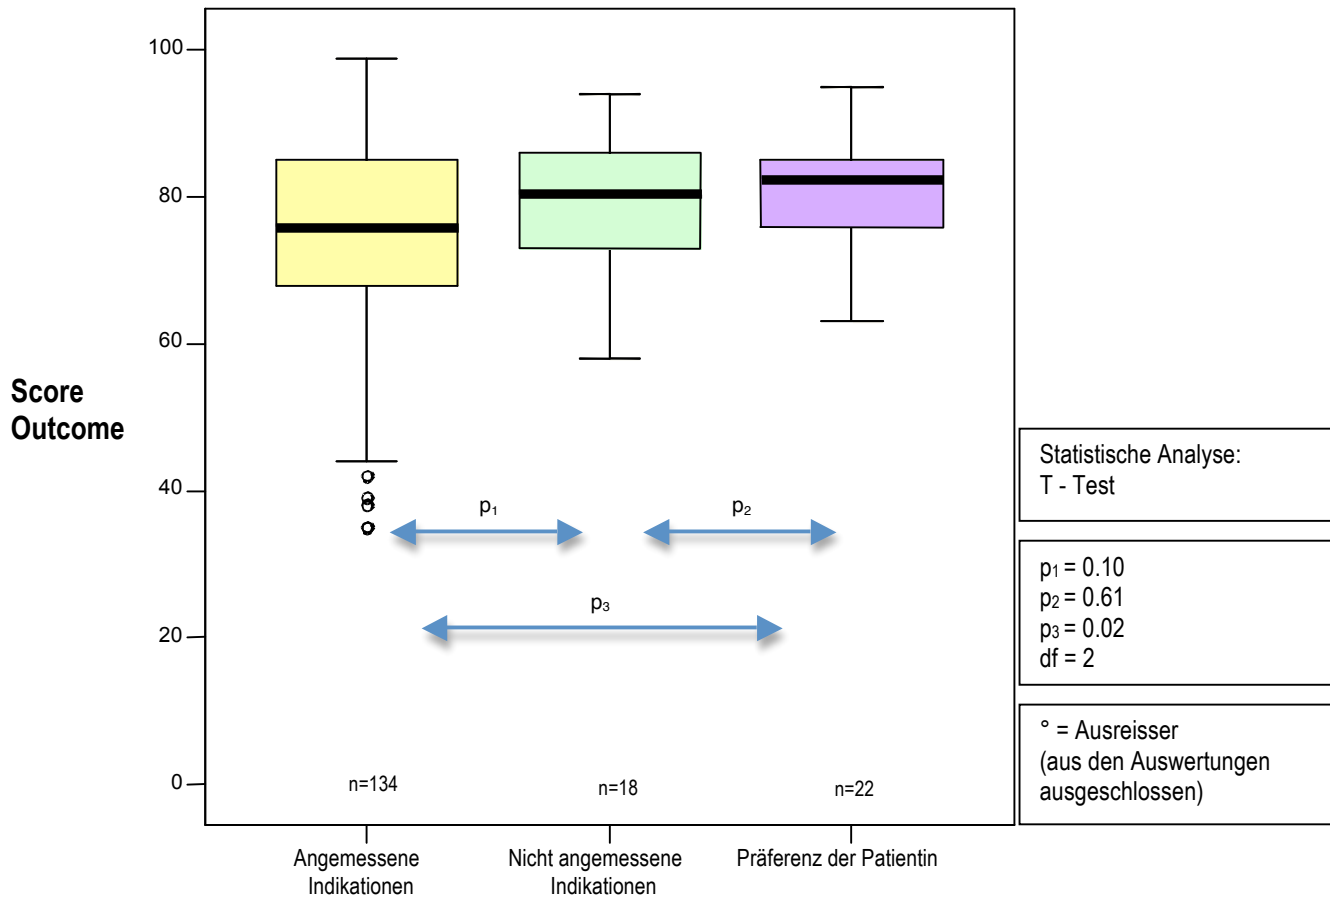 100
80
60
40
20
0
Score
Outcome
p₁
p₂
p₃
n=134
n=18
n=22
Angemessene
Indikationen
Nicht angemessene
Indikationen
Präferenz der Patientin
Statistische Analyse:
T - Test
p₁ = 0.10
p₂ = 0.61
p₃ = 0.02
df = 2
° = Ausreisser
(aus den Auswertungen
ausgeschlossen)